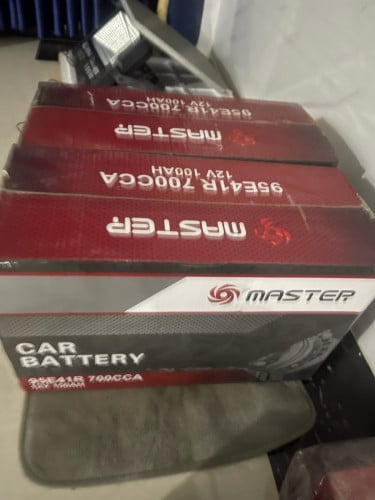 95E41R 700CCA
12V 100AH
MASTER
95E41R 700CCA
12V 100AH
MASTER
MASTER
CAR
BATTERY
95E41R 700CCA
12V 100AH